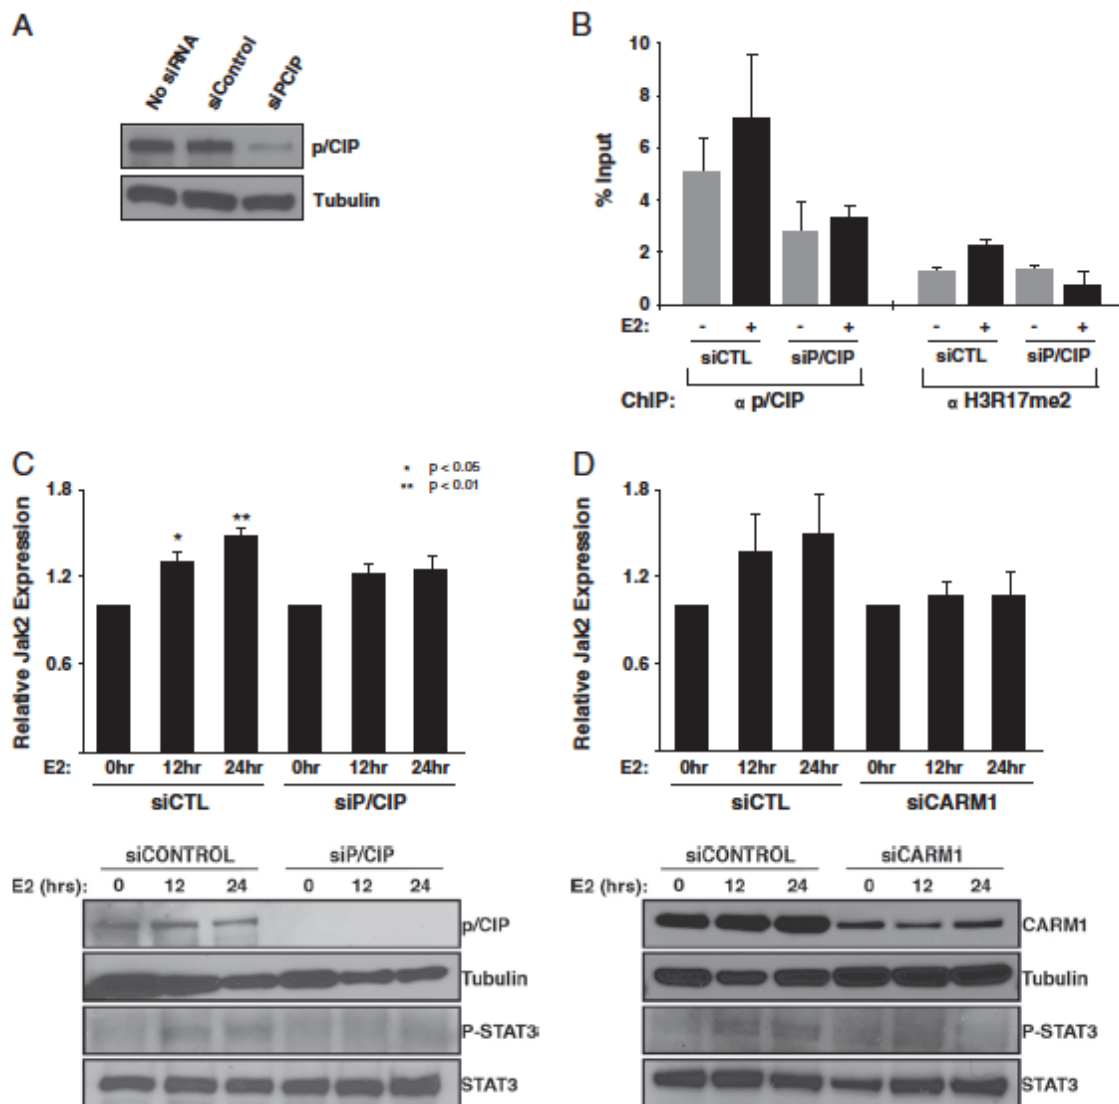 A
No siRNA siControl siPCIP
p/CIP
Tubulin
B
% Input
10
8
6
4
2
0
E2: - + - + - + - +
siCTL siP/CIP siCTL siP/CIP
ChIP: α p/CIP α H3R17me2
C
* p < 0.05
** p < 0.01
Relative Jak2 Expression
1.8
1.2
0.6
* **
E2: 0hr 12hr 24hr 0hr 12hr 24hr
siCTL siP/CIP
siCONTROL siP/CIP
E2 (hrs): 0 12 24 0 12 24
p/CIP
Tubulin
P-STAT3
STAT3
D
Relative Jak2 Expression
1.8
1.2
0.6
E2: 0hr 12hr 24hr 0hr 12hr 24hr
siCTL siCARM1
siCONTROL siCARM1
E2 (hrs): 0 12 24 0 12 24
CARM1
Tubulin
P-STAT3
STAT3